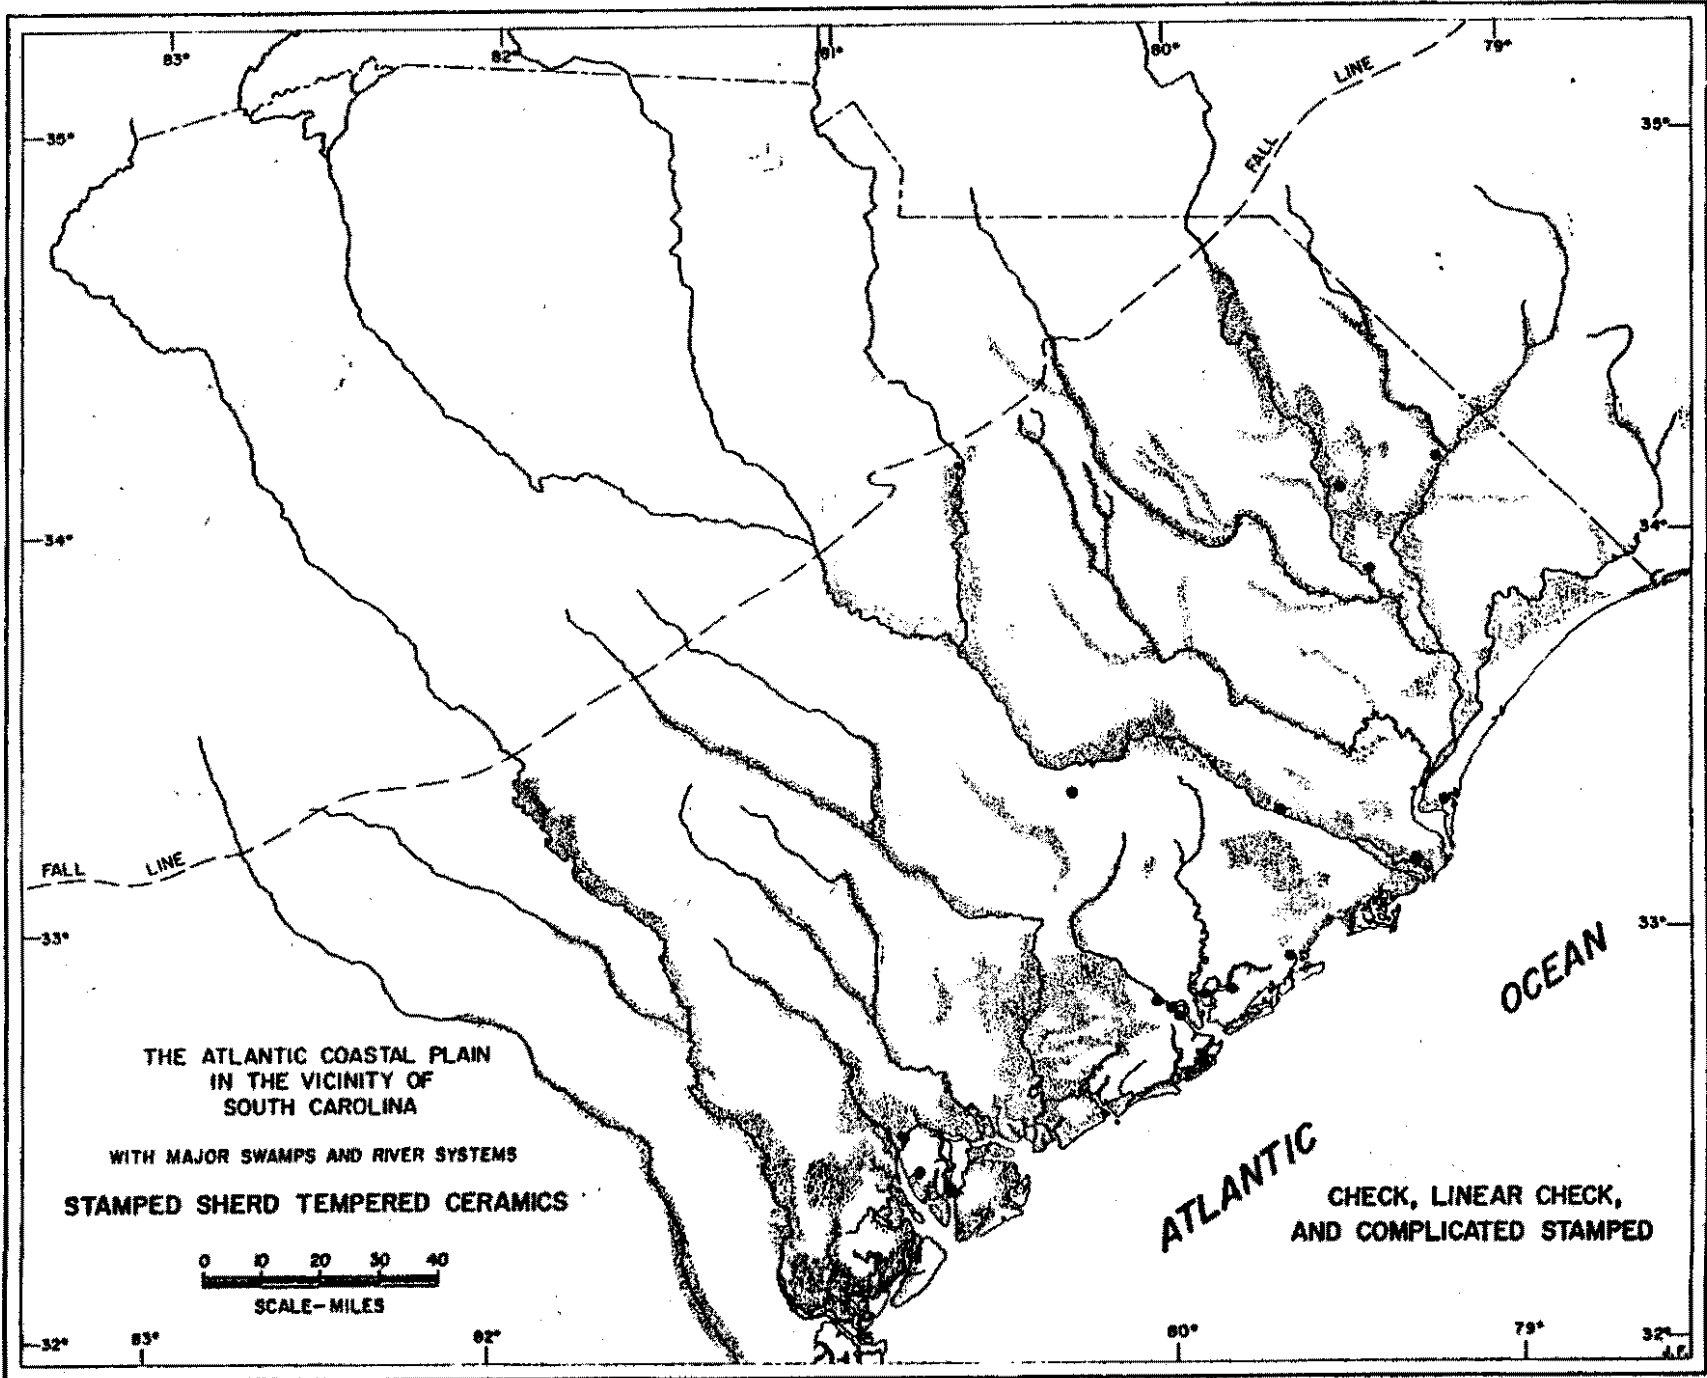 83°
82°
81°
80°
79°
LINE
FALL
35°
35°
34°
34°
FALL LINE
33°
33°
OCEAN
ATLANTIC
THE ATLANTIC COASTAL PLAIN
IN THE VICINITY OF
SOUTH CAROLINA
WITH MAJOR SWAMPS AND RIVER SYSTEMS
STAMPED SHERD TEMPERED CERAMICS
0 10 20 30 40
SCALE-MILES
CHECK, LINEAR CHECK,
AND COMPLICATED STAMPED
32°
83°
82°
80°
79°
32°